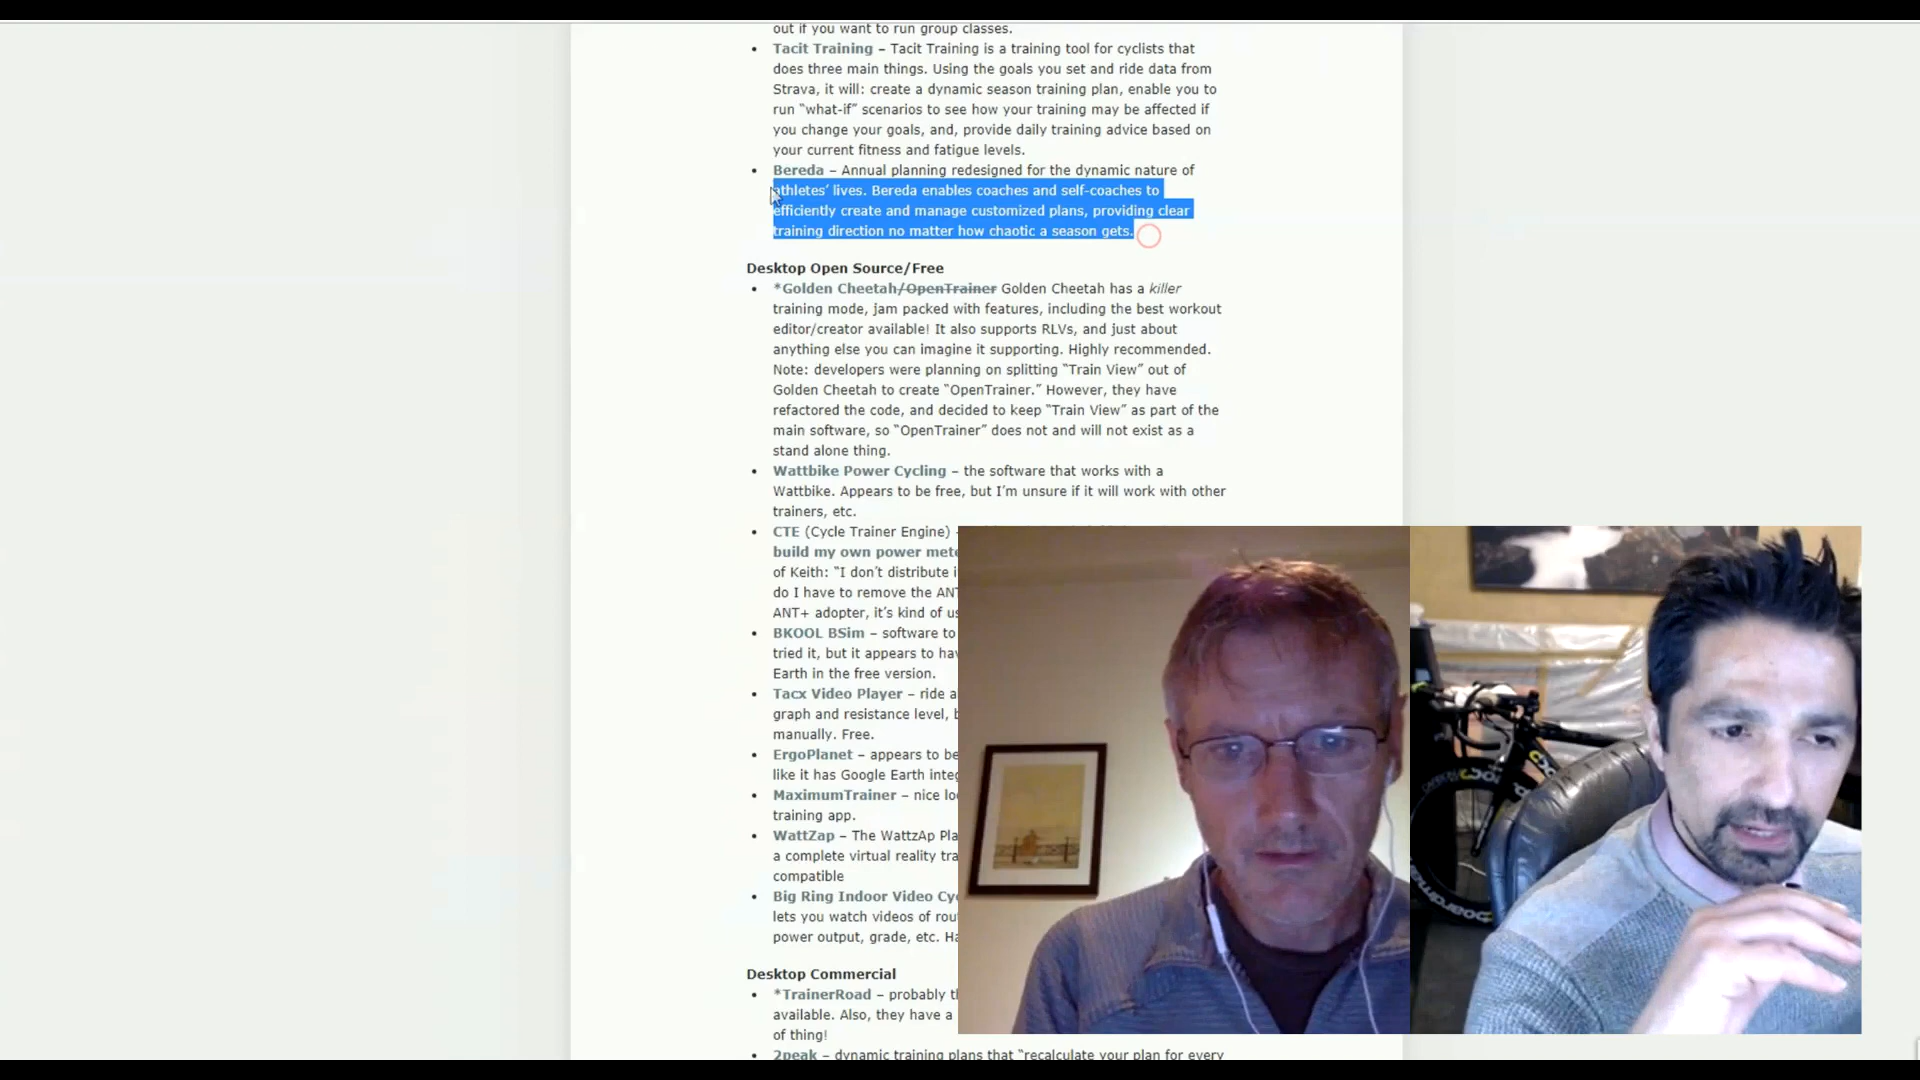 out if you want to run group classes.
Tacit Training – Tacit Training is a training tool for cyclists that
does three main things. Using the goals you set and ride data from
Strava, it will: create a dynamic season training plan, enable you to
run “what-if” scenarios to see how your training may be affected if
you change your goals, and, provide daily training advice based on
your current fitness and fatigue levels.
Bereda – Annual planning redesigned for the dynamic nature of
athletes’ lives. Bereda enables coaches and self-coaches to
efficiently create and manage customized plans, providing clear
training direction no matter how chaotic a season gets.
Desktop Open Source/Free
*Golden Cheetah/OpenTrainer Golden Cheetah has a killer
training mode, jam packed with features, including the best workout
editor/creator available! It also supports RLVs, and just about
anything else you can imagine it supporting. Highly recommended.
Note: developers were planning on splitting “Train View” out of
Golden Cheetah to create “OpenTrainer.” However, they have
refactored the code, and decided to keep “Train View” as part of the
main software, so “OpenTrainer” does not and will not exist as a
stand alone thing.
Wattbike Power Cycling – the software that works with a
Wattbike. Appears to be free, but I’m unsure if it will work with other
trainers, etc.
CTE (Cycle Trainer Engine)
build my own power
of Keith: “I don’t distribute
do I have to remove the
ANT+ adopter, it’s kind of
BKOOL BSim – software to
tried it, but it appears to
Earth in the free version.
Tacx Video Player – ride
graph and resistance level,
manually. Free.
ErgoPlanet – appears to be
like it has Google Earth
MaximumTrainer – nice
training app.
WattZap – The WattzAp
a complete virtual reality
compatible
Big Ring Indoor Video
lets you watch videos of
power output, grade, etc.
Desktop Commercial
*TrainerRoad – probably
available. Also, they have a
of thing!
2peak – dynamic training plans that “recalculate your plan for every